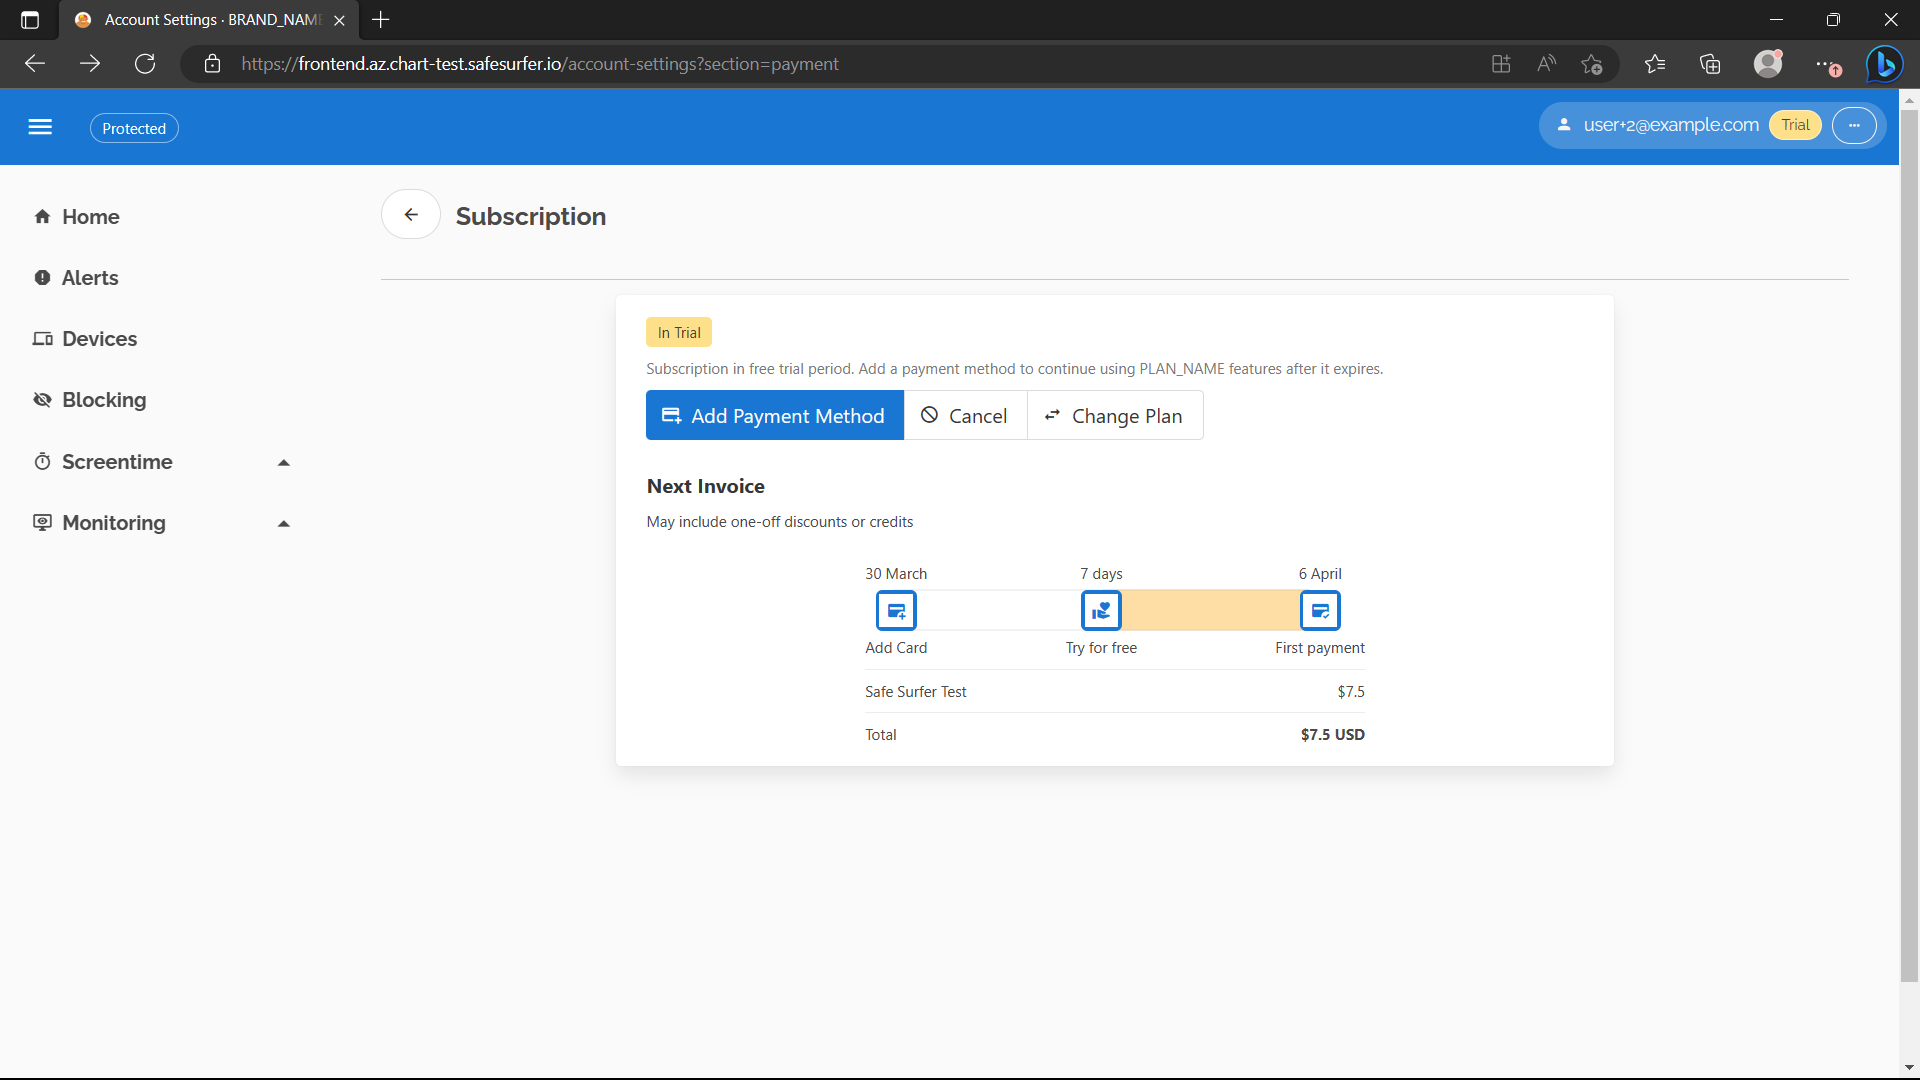 Account Settings · BRAND_NAME
https://frontend.az.chart-test.safesurfer.io/account-settings?section=payment
Protected
user+2@example.com
Trial
Home
Alerts
Devices
Blocking
Screentime
Monitoring
Subscription
In Trial
Subscription in free trial period. Add a payment method to continue using PLAN_NAME features after it expires.
Add Payment Method
Cancel
Change Plan
Next Invoice
May include one-off discounts or credits
30 March
7 days
6 April
Add Card
Try for free
First payment
Safe Surfer Test
$7.5
Total
$7.5 USD